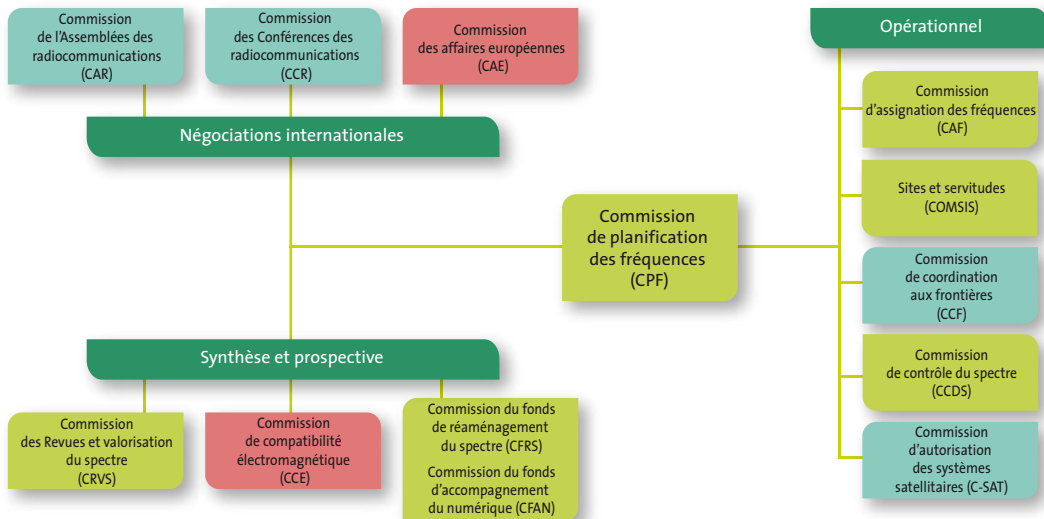 Commission
de l'Assemblées des
radiocommunications
(CAR)
Commission
des Conférences des
radiocommunications
(CCR)
Commission
des affaires européennes
(CAE)
Négociations internationales
Opérationnel
Commission
d'assignation des fréquences
(CAF)
Sites et servitudes
(COMSIS)
Commission
de planification
des fréquences
(CPF)
Commission
de coordination
aux frontières
(CCF)
Commission
de contrôle du spectre
(CCDS)
Commission
d'autorisation
des systèmes
satellitaires (C-SAT)
Synthèse et prospective
Commission
des Revues et valorisation
du spectre
(CRVS)
Commission
de compatibilité
électromagnétique
(CCE)
Commission du fonds
de réaménagement
du spectre (CFRS)
Commission du fonds
d'accompagnement
du numérique (CFAN)